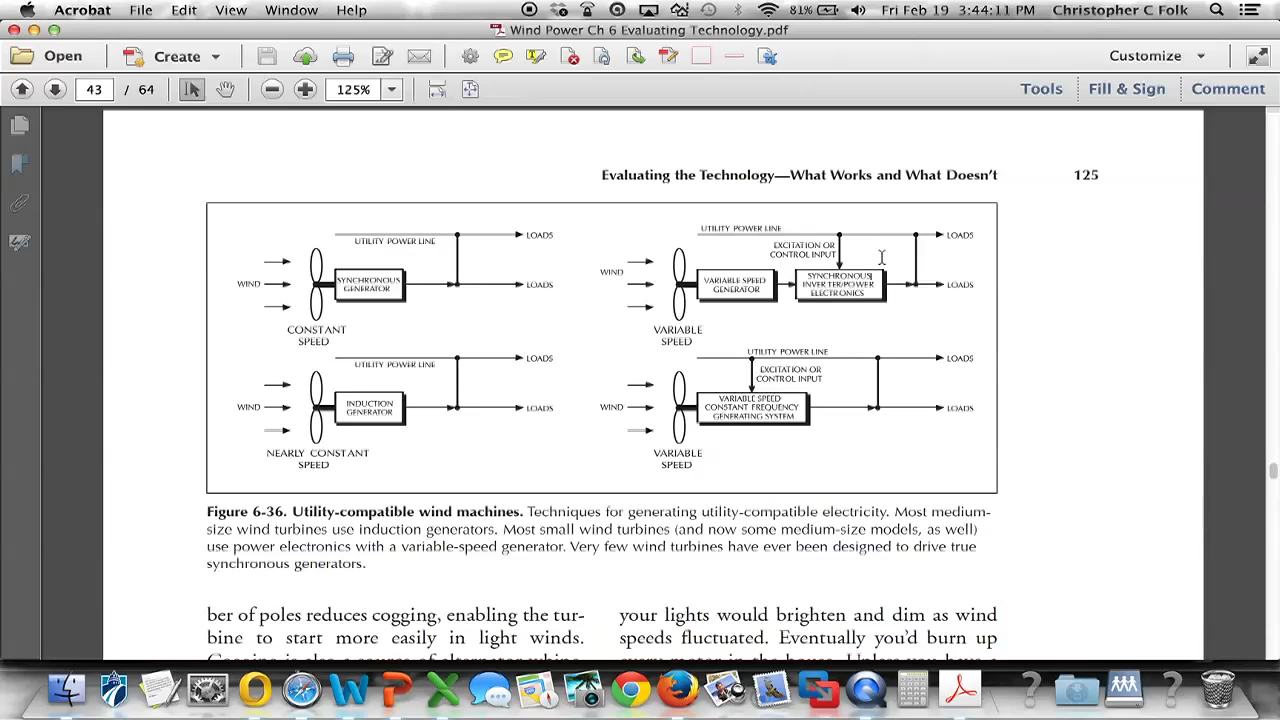 Acrobat File Edit View Window Help 81% Fri Feb 19 3:44:11 PM Christopher C Folk
Wind Power Ch 6 Evaluating Technology.pdf
Open Create Customize
43 / 64 125% Tools Fill & Sign Comment
Evaluating the Technology—What Works and What Doesn't 125
UTILITY POWER LINE
LOADS
WIND
SYNCHRONOUS
GENERATOR
LOADS
CONSTANT
SPEED
UTILITY POWER LINE
LOADS
EXCITATION OR
CONTROL INPUT
WIND
VARIABLE SPEED
GENERATOR
SYNCHRONOUS
INVERTER/POWER
ELECTRONICS
LOADS
VARIABLE
SPEED
UTILITY POWER LINE
LOADS
WIND
INDUCTION
GENERATOR
LOADS
NEARLY CONSTANT
SPEED
UTILITY POWER LINE
LOADS
EXCITATION OR
CONTROL INPUT
WIND
VARIABLE SPEED
CONSTANT FREQUENCY
GENERATING SYSTEM
LOADS
VARIABLE
SPEED
Figure 6-36. Utility-compatible wind machines. Techniques for generating utility-compatible electricity. Most medium-
size wind turbines use induction generators. Most small wind turbines (and now some medium-size models, as well)
use power electronics with a variable-speed generator. Very few wind turbines have ever been designed to drive true
synchronous generators.
ber of poles reduces cogging, enabling the tur-
bine to start more easily in light winds.
your lights would brighten and dim as wind
speeds fluctuated. Eventually you'd burn up